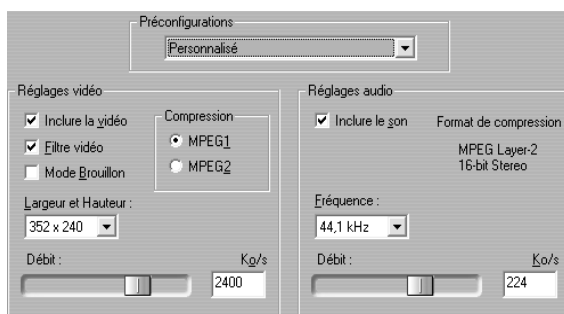 Préconfigurations
Personnalisé
Réglages vidéo
Inclure la vidéo
Filtre vidéo
Mode Brouillon
Compression
MPEG1
MPEG2
Largeur et Hauteur :
352 x 240
Débit :
Ko/s
2400
Réglages audio
Inclure le son
Format de compression
MPEG Layer-2
16-bit Stereo
Fréquence :
44,1 kHz
Débit :
Ko/s
224